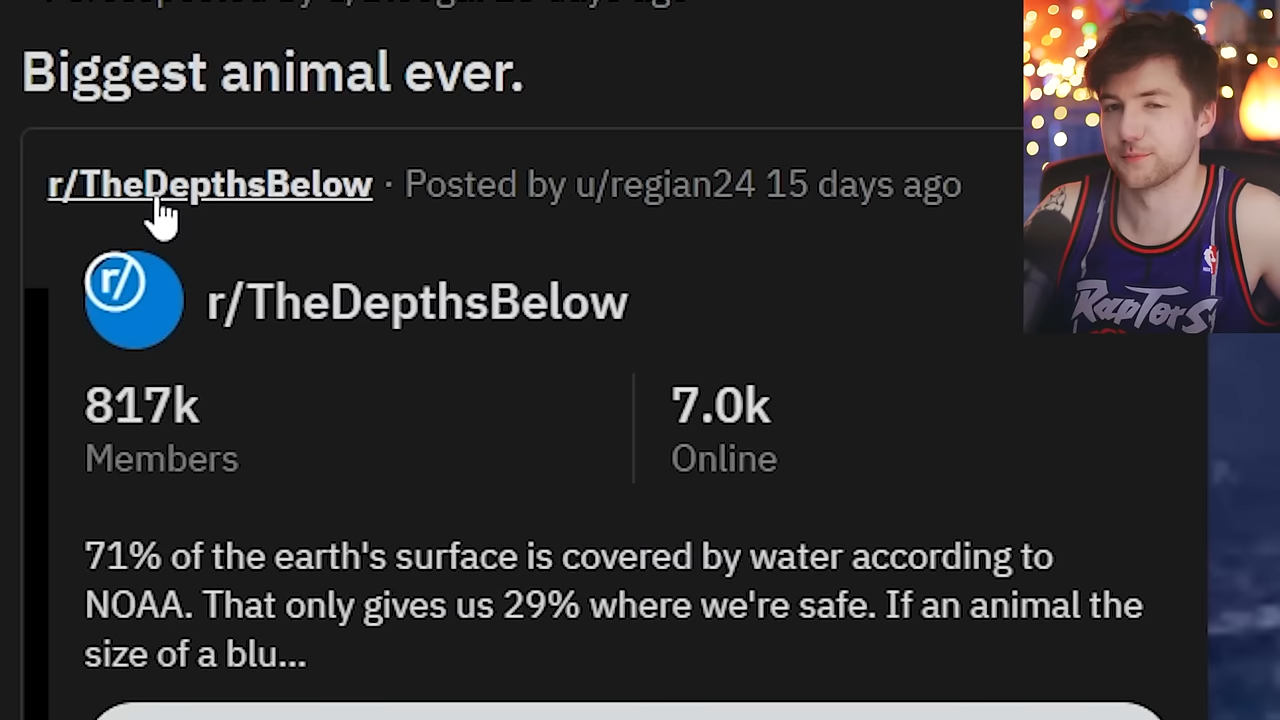 Biggest animal ever.
r/TheDepthsBelow · Posted by u/regian24 15 days ago
r/
r/TheDepthsBelow
817k
7.0k
Members
Online
71% of the earth's surface is covered by water according to
NOAA. That only gives us 29% where we're safe. If an animal the
size of a blu...
RapTorS